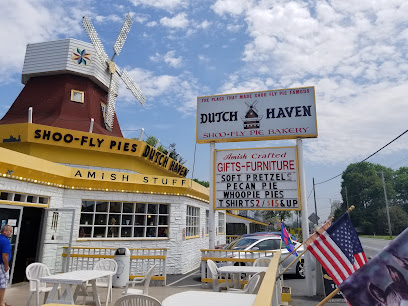 SHOO-FLY PIES
DUTCH HAVEN
AMISH STUFF
THE PLACE THAT MADE SHOO FLY PIE FAMOUS
DUTCH HAVEN
SHOO-FLY PIE BAKERY
Amish Crafted
GIFTS-FURNITURE
SOFT PRETZELS
PECAN PIE
WHOOPIE PIES
T SHIRTS 2/15 &UP